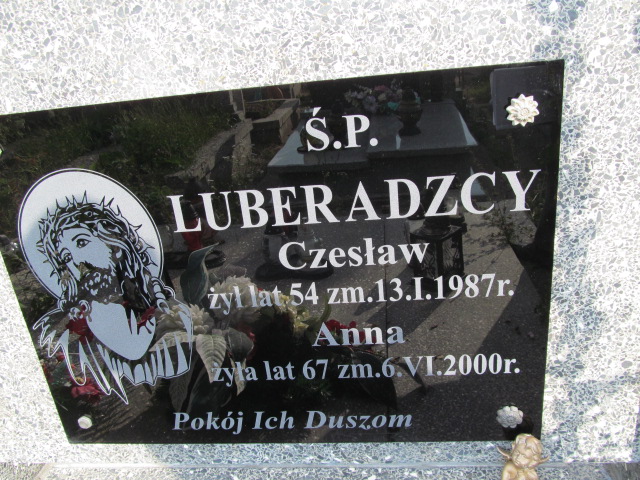 Ś.P.
LUBERADZCY
Czesław
żył lat 54 zm.13.I.1987r.
Anna
żyła lat 67 zm.6.VI.2000r.
Pokój Ich Duszom